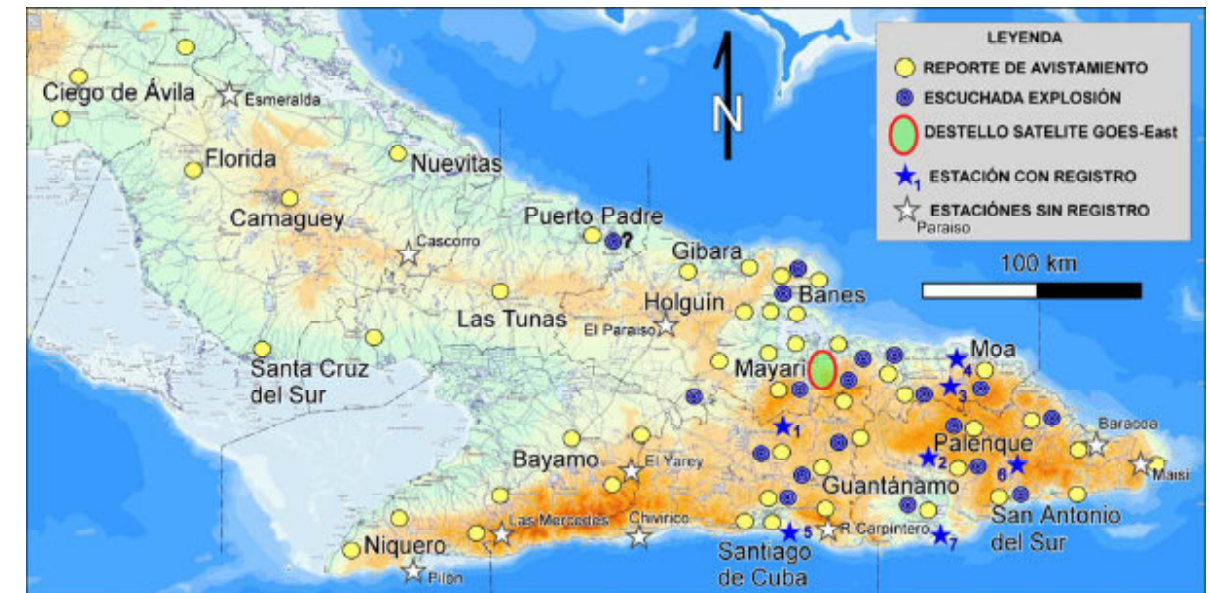 LEYENDA
REPORTE DE AVISTAMIENTO
ESCUCHADA EXPLOSIÓN
DESTELLO SATELITE GOES-East
1 ESTACIÓN CON REGISTRO
ESTACIÓNES SIN REGISTRO
Paraiso
N
100 km
Ciego de Ávila
Esmeralda
Florida
Nuevitas
Camaguey
Puerto Padre
?
Cascorro
Gibara
Holguín
Banes
Las Tunas
El Paraiso
Santa Cruz
del Sur
Mayari
Moa
4
3
1
Bayamo
El Yarey
Palenque
2
6
Baracoa
Maisi
Guantánamo
San Antonio
del Sur
Las Mercedes
Chivirico
5
R.Carpintero
7
Niquero
Pilón
Santiago
de Cuba